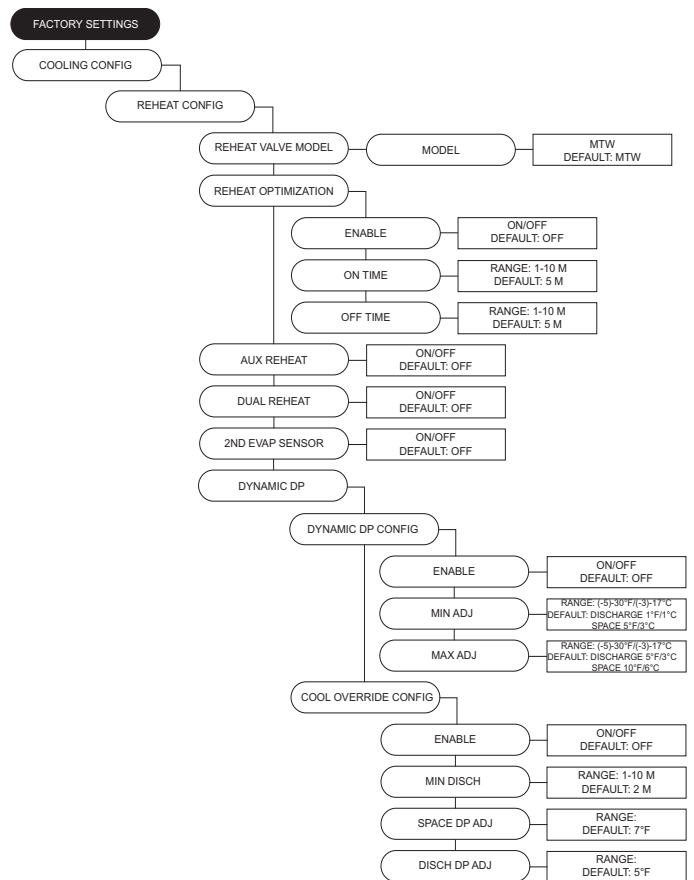 FACTORY SETTINGS
COOLING CONFIG
REHEAT CONFIG
REHEAT VALVE MODEL
MODEL
MTW
DEFAULT: MTW
REHEAT OPTIMIZATION
ENABLE
ON/OFF
DEFAULT: OFF
ON TIME
RANGE: 1-10 M
DEFAULT: 5 M
OFF TIME
RANGE: 1-10 M
DEFAULT: 5 M
AUX REHEAT
ON/OFF
DEFAULT: OFF
DUAL REHEAT
ON/OFF
DEFAULT: OFF
2ND EVAP SENSOR
ON/OFF
DEFAULT: OFF
DYNAMIC DP
DYNAMIC DP CONFIG
ENABLE
ON/OFF
DEFAULT: OFF
MIN ADJ
RANGE: (-5)-30°F/(-3)-17°C
DEFAULT: DISCHARGE 1°F/1°C
SPACE 5°F/3°C
MAX ADJ
RANGE: (-5)-30°F/(-3)-17°C
DEFAULT: DISCHARGE 5°F/3°C
SPACE 10°F/6°C
COOL OVERRIDE CONFIG
ENABLE
ON/OFF
DEFAULT: OFF
MIN DISCH
RANGE: 1-10 M
DEFAULT: 2 M
SPACE DP ADJ
RANGE:
DEFAULT: 7°F
DISCH DP ADJ
RANGE:
DEFAULT: 5°F